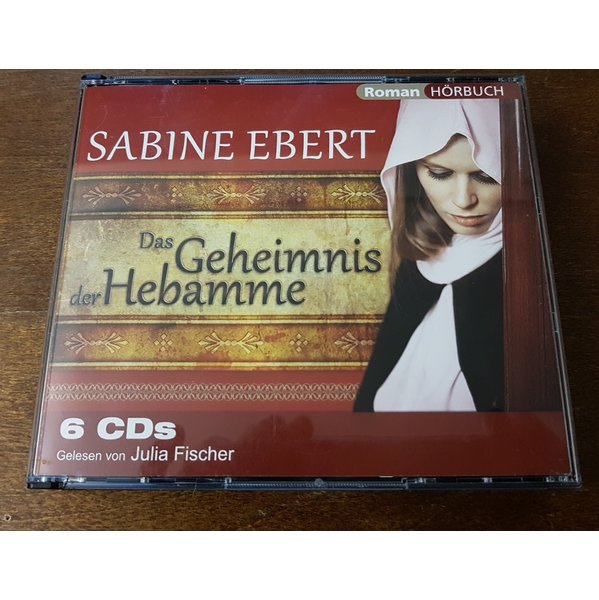 Roman HÖRBUCH
SABINE EBERT
Das Geheimnis
der Hebamme
6 CDs
Gelesen von Julia Fischer